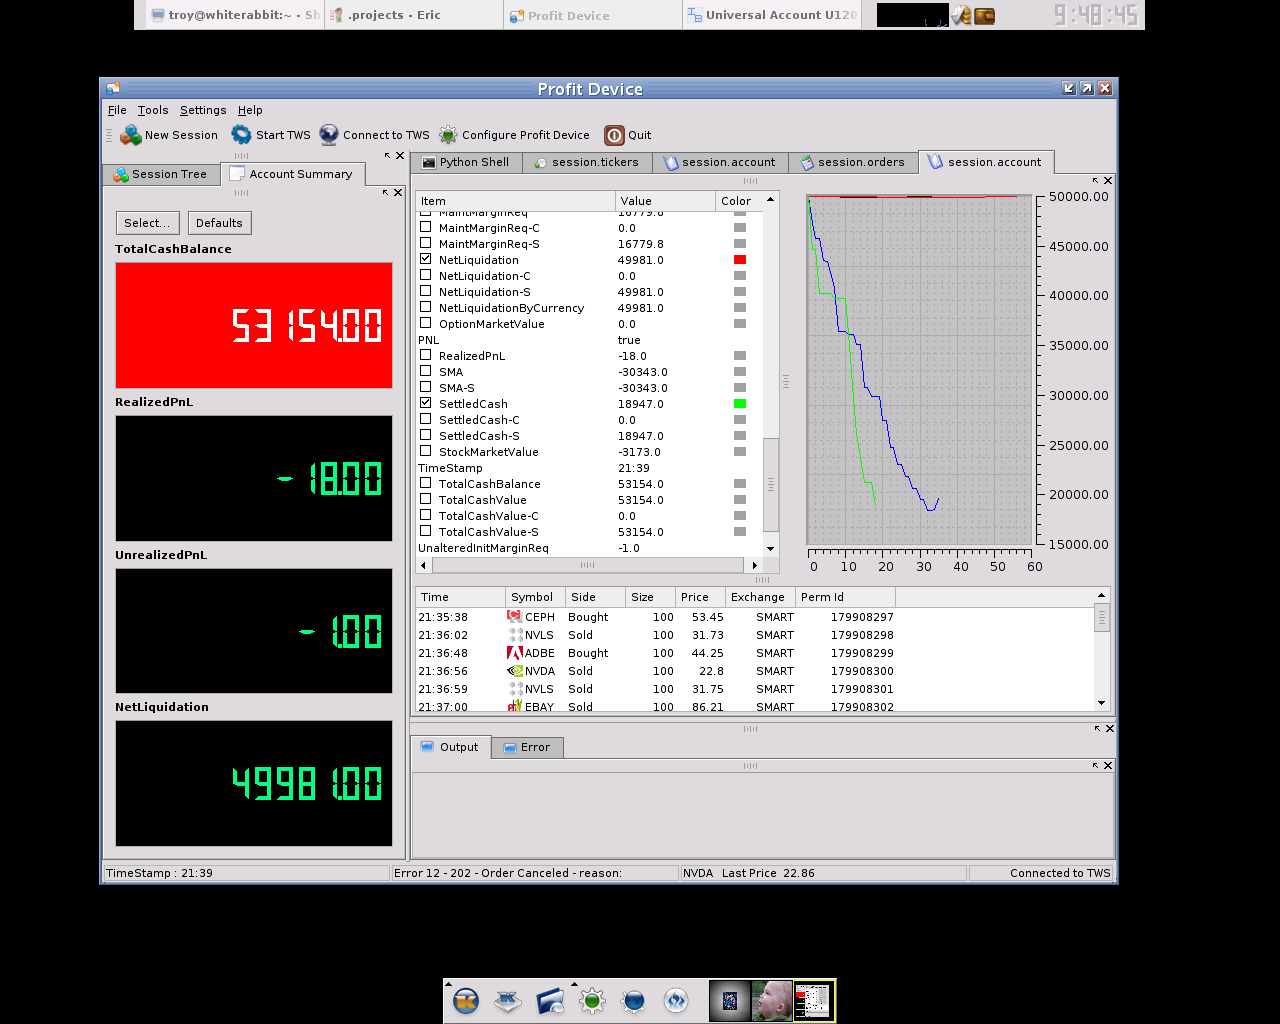 troy@whiterabbit:~ - Sh
.projects - Eric
Profit Device
Universal Account U120
9:48:45
Profit Device
File Tools Settings Help
New Session Start TWS Connect to TWS Configure Profit Device Quit
Session Tree Account Summary
Select... Defaults
TotalCashBalance
53154.00
RealizedPnL
-18.00
UnrealizedPnL
-1.00
NetLiquidation
49981.00
Python Shell session.tickers session.account session.orders session.account
Item Value Color
MaintMarginReq 16779.8
MaintMarginReq-C 0.0
MaintMarginReq-S 16779.8
NetLiquidation 49981.0
NetLiquidation-C 0.0
NetLiquidation-S 49981.0
NetLiquidationByCurrency 49981.0
OptionMarketValue 0.0
PNL true
RealizedPnL -18.0
SMA -30343.0
SMA-S -30343.0
SettledCash 18947.0
SettledCash-C 0.0
SettledCash-S 18947.0
StockMarketValue -3173.0
TimeStamp 21:39
TotalCashBalance 53154.0
TotalCashValue 53154.0
TotalCashValue-C 0.0
TotalCashValue-S 53154.0
UnalteredInitMarginReq -1.0
50000.00
45000.00
40000.00
35000.00
30000.00
25000.00
20000.00
15000.00
0 10 20 30 40 50 60
Time Symbol Side Size Price Exchange Perm Id
21:35:38 CEPH Bought 100 53.45 SMART 179908297
21:36:02 NVLS Sold 100 31.73 SMART 179908298
21:36:48 ADBE Bought 100 44.25 SMART 179908299
21:36:56 NVDA Sold 100 22.8 SMART 179908300
21:36:59 NVLS Sold 100 31.75 SMART 179908301
21:37:00 EBAY Sold 100 86.21 SMART 179908302
Output Error
TimeStamp : 21:39
Error 12 - 202 - Order Canceled - reason:
NVDA Last Price 22.86
Connected to TWS